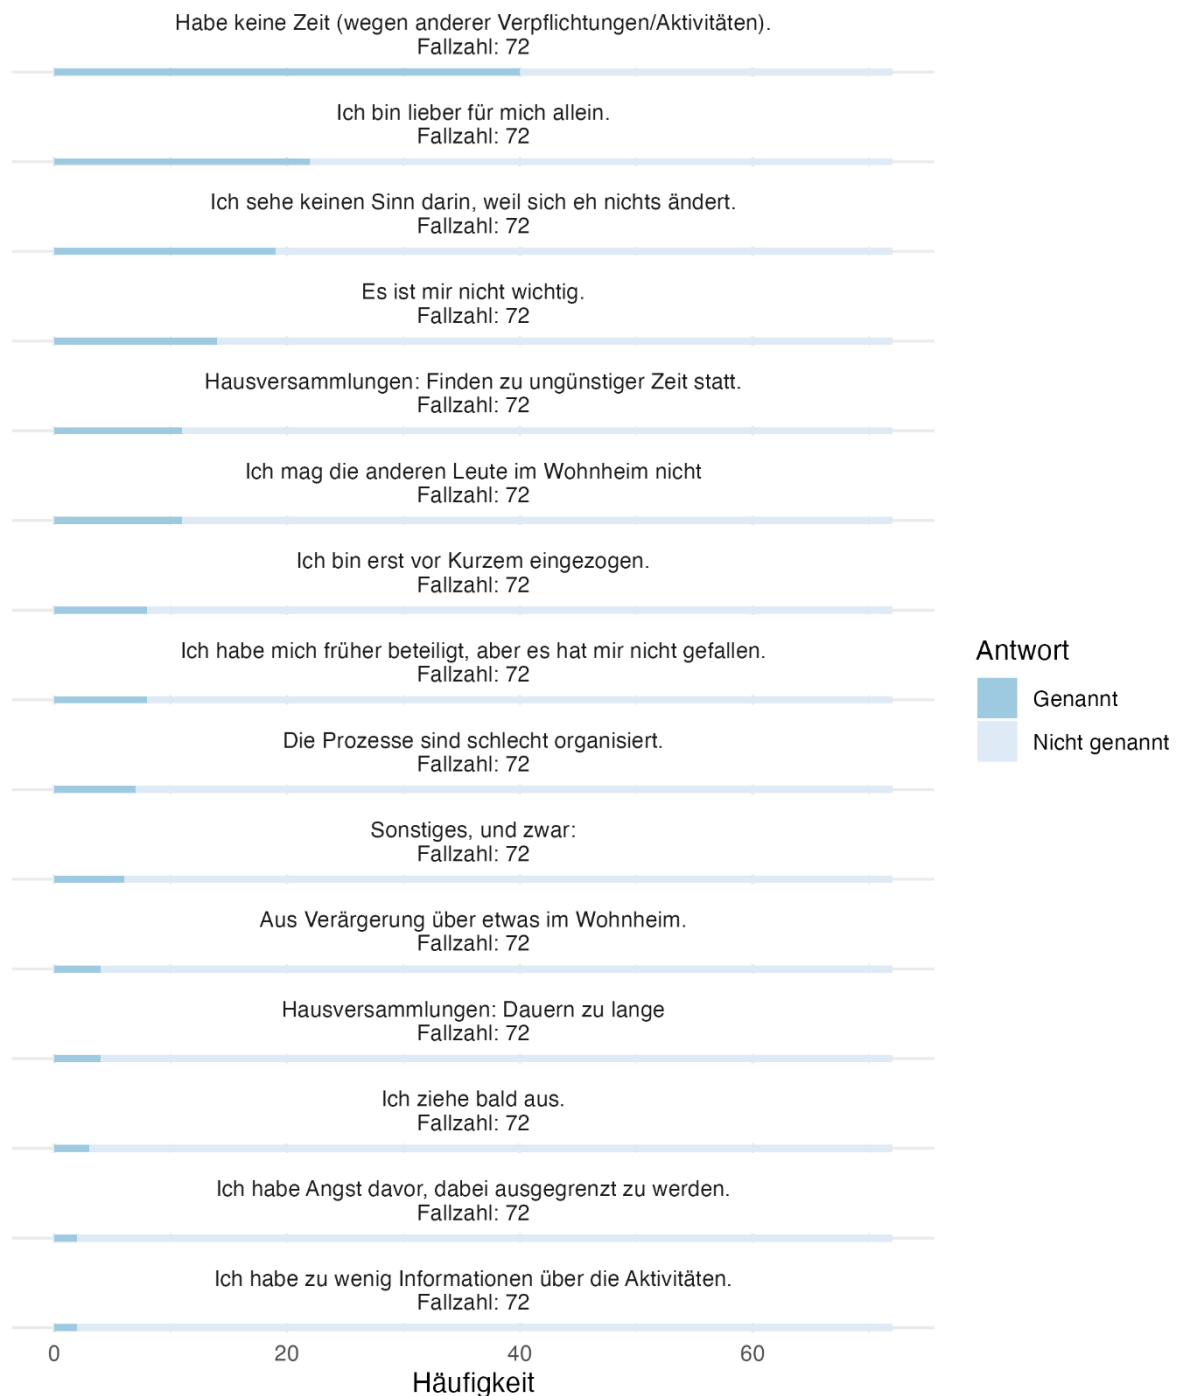 Habe keine Zeit (wegen anderer Verpflichtungen/Aktivitäten).
Fallzahl: 72
Ich bin lieber für mich allein.
Fallzahl: 72
Ich sehe keinen Sinn darin, weil sich eh nichts ändert.
Fallzahl: 72
Es ist mir nicht wichtig.
Fallzahl: 72
Hausversammlungen: Finden zu ungünstiger Zeit statt.
Fallzahl: 72
Ich mag die anderen Leute im Wohnheim nicht
Fallzahl: 72
Ich bin erst vor Kurzem eingezogen.
Fallzahl: 72
Ich habe mich früher beteiligt, aber es hat mir nicht gefallen.
Fallzahl: 72
Die Prozesse sind schlecht organisiert.
Fallzahl: 72
Sonstiges, und zwar:
Fallzahl: 72
Aus Verärgerung über etwas im Wohnheim.
Fallzahl: 72
Hausversammlungen: Dauern zu lange
Fallzahl: 72
Ich ziehe bald aus.
Fallzahl: 72
Ich habe Angst davor, dabei ausgegrenzt zu werden.
Fallzahl: 72
Ich habe zu wenig Informationen über die Aktivitäten.
Fallzahl: 72
0 20 40 60
Häufigkeit
Antwort
Genannt
Nicht genannt